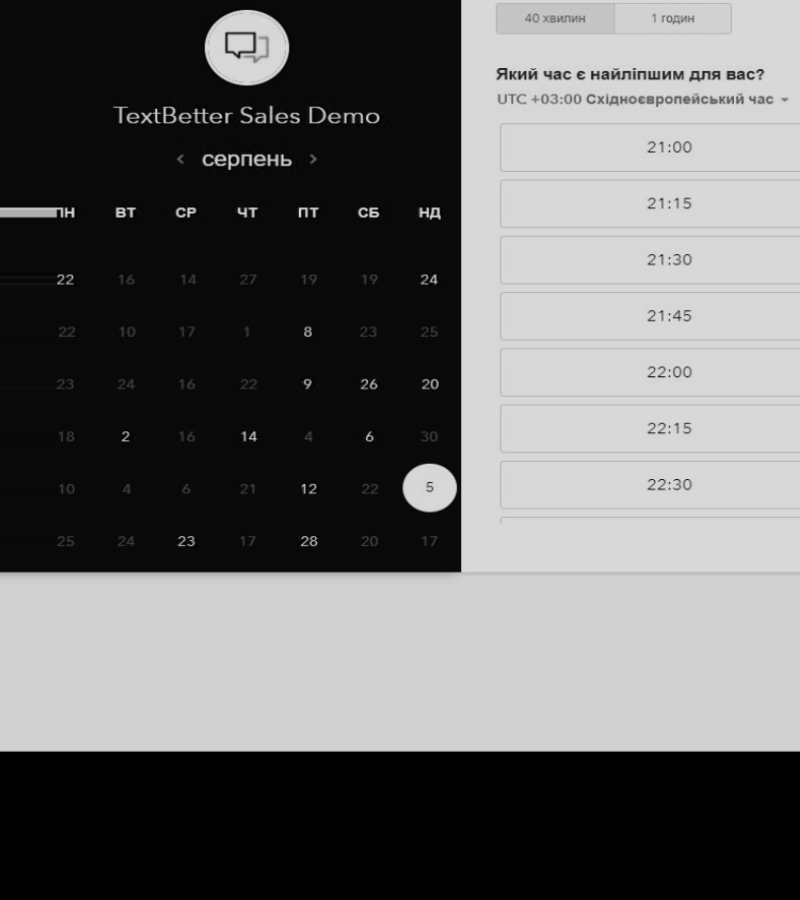 TextBetter Sales Demo
‹ серпень ›
ПН ВТ СР ЧТ ПТ СБ НД
22 16 14 27 19 19 24
22 10 17 1 8 23 25
23 24 16 22 9 26 20
18 2 16 14 4 6 30
10 4 6 21 12 22 5
25 24 23 17 28 20 17
40 хвилин 1 годин
Який час є найліпшим для вас?
UTC +03:00 Східноєвропейський час
21:00
21:15
21:30
21:45
22:00
22:15
22:30